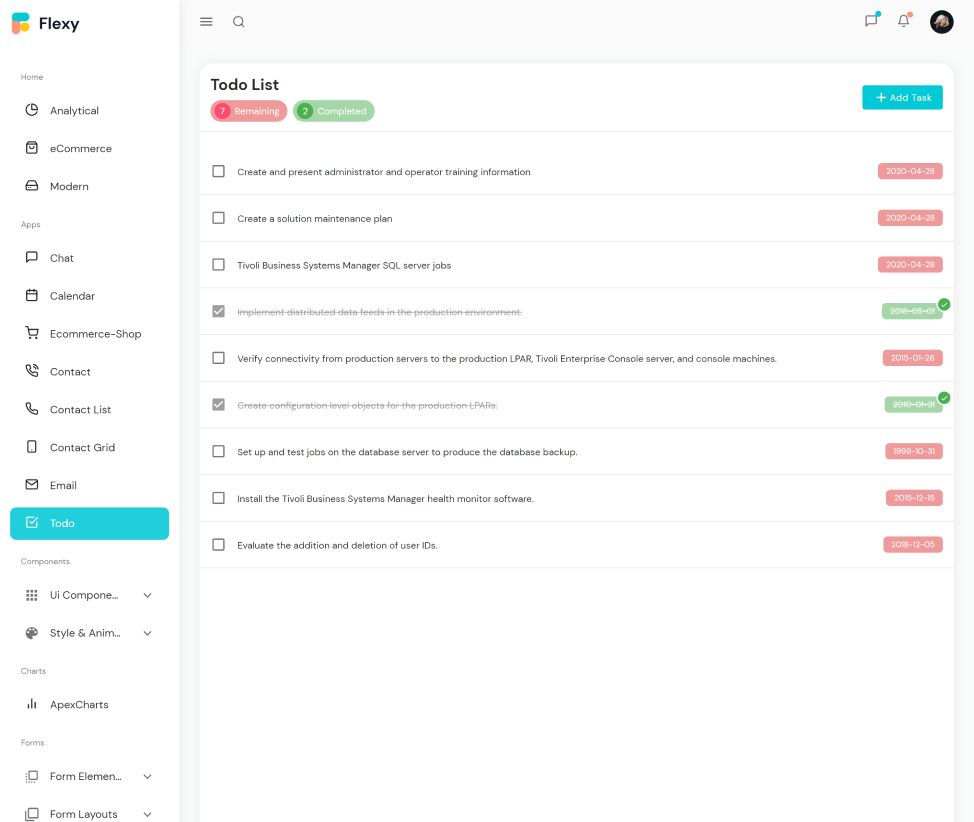 Flexy
Home
Analytical
eCommerce
Modern
Apps
Chat
Calendar
Ecommerce-Shop
Contact
Contact List
Contact Grid
Email
Todo
Components
Ui Compone...
Style & Anim...
Charts
ApexCharts
Forms
Form Elemen...
Form Layouts
Todo List
7 Remaining 2 Completed
+ Add Task
Create and present administrator and operator training information 2020-04-28
Create a solution maintenance plan 2020-04-28
Tivoli Business Systems Manager SQL server jobs 2020-04-28
Implement distributed data feeds in the production environment. 2016-05-01
Verify connectivity from production servers to the production LPAR, Tivoli Enterprise Console server, and console machines. 2015-01-26
Create configuration level objects for the production LPARs. 2010-01-31
Set up and test jobs on the database server to produce the database backup. 1999-10-31
Install the Tivoli Business Systems Manager health monitor software. 2015-12-15
Evaluate the addition and deletion of user IDs. 2018-12-05